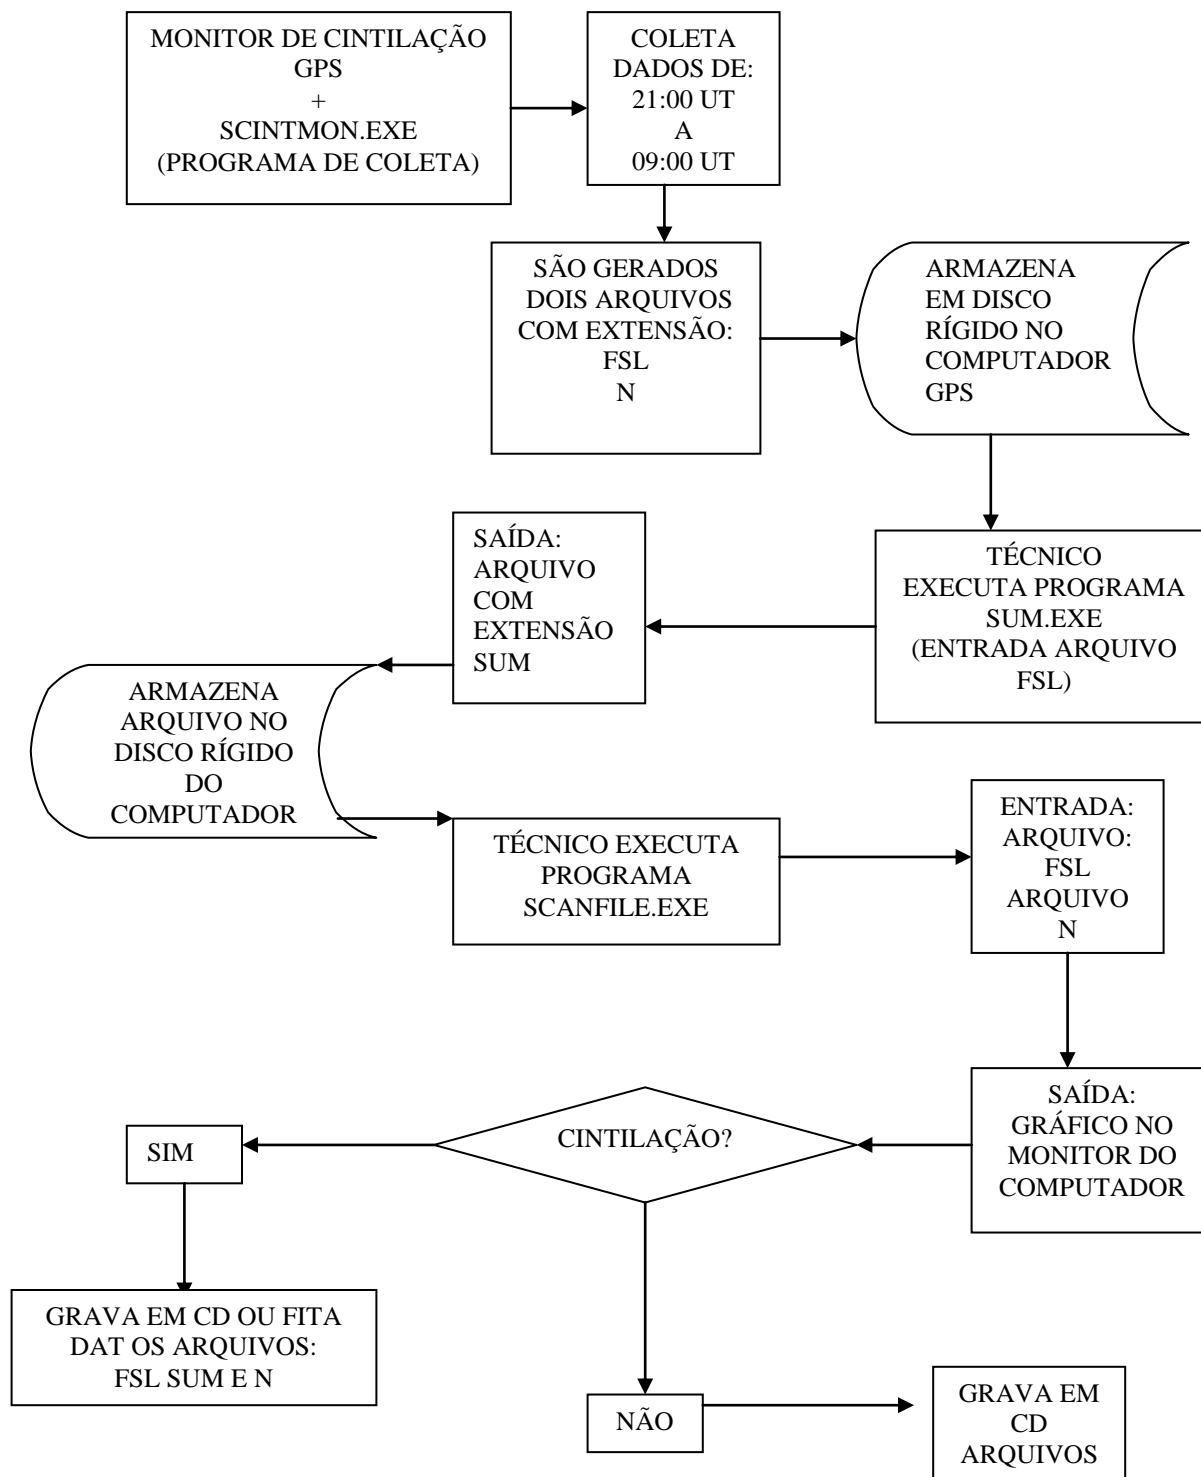 MONITOR DE CINTILAÇÃO
GPS
+
SCINTMON.EXE
(PROGRAMA DE COLETA)
COLETA
DADOS DE:
21:00 UT
A
09:00 UT
SÃO GERADOS
DOIS ARQUIVOS
COM EXTENSÃO:
FSL
N
ARMAZENA
EM DISCO
RÍGIDO NO
COMPUTADOR
GPS
TÉCNICO
EXECUTA PROGRAMA
SUM.EXE
(ENTRADA ARQUIVO
FSL)
SAÍDA:
ARQUIVO
COM
EXTENSÃO
SUM
ARMAZENA
ARQUIVO NO
DISCO RÍGIDO
DO
COMPUTADOR
TÉCNICO EXECUTA
PROGRAMA
SCANFILE.EXE
ENTRADA:
ARQUIVO:
FSL
ARQUIVO
N
SAÍDA:
GRÁFICO NO
MONITOR DO
COMPUTADOR
CINTILAÇÃO?
SIM
GRAVA EM CD OU FITA
DAT OS ARQUIVOS:
FSL SUM E N
NÃO
GRAVA EM
CD
ARQUIVOS